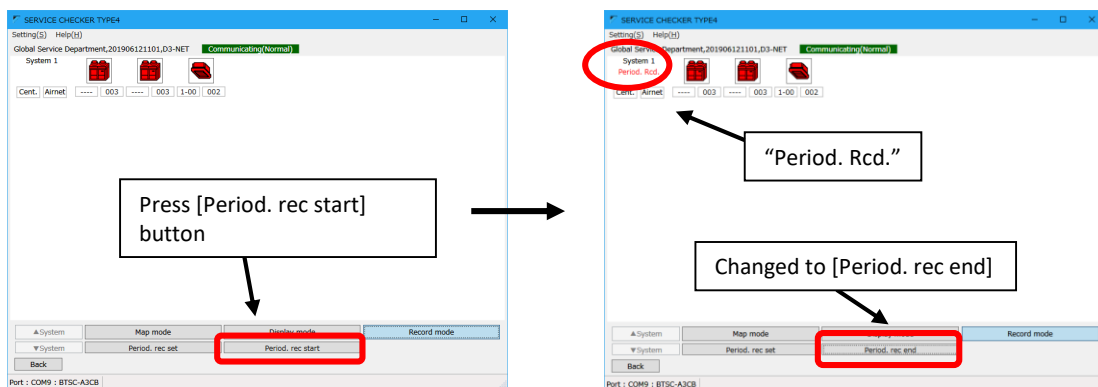 SERVICE CHECKER TYPE4
Setting(S) Help(H)
Global Service Department,201906121101,D3-NET Communicating(Normal)
System 1
Cent. Airnet ---- 003 ---- 003 1-00 002
Press [Period. rec start]
button
▲System Map mode Display mode Record mode
▼System Period. rec set Period. rec start
Back
Port : COM9 : BTSC-A3CB
SERVICE CHECKER TYPE4
Setting(S) Help(H)
Global Service Department,201906121101,D3-NET Communicating(Normal)
System 1
Period. Rcd.
Cent. Airnet ---- 003 ---- 003 1-00 002
“Period. Rcd.”
Changed to [Period. rec end]
▲System Map mode Display mode Record mode
▼System Period. rec set Period. rec end
Back
Port : COM9 : BTSC-A3CB